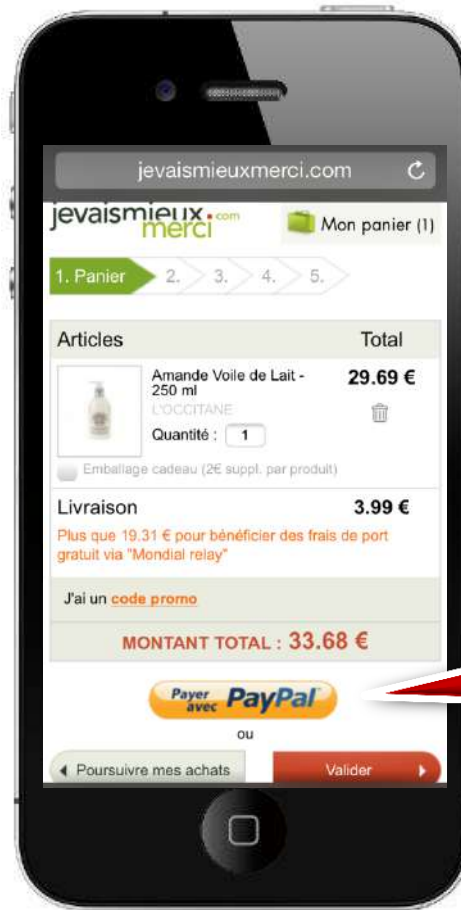 jevaismieuxmerci.com
jevaismieux.com
merci
Mon panier (1)
1. Panier 2. 3. 4. 5.
Articles Total
Amande Voile de Lait - 29.69 €
250 ml
L'OCCITANE
Quantité : 1
Emballage cadeau (2€ suppl. par produit)
Livraison 3.99 €
Plus que 19.31 € pour bénéficier des frais de port
gratuit via "Mondial relay"
J'ai un code promo
MONTANT TOTAL : 33.68 €
Payer
avec PayPal
ou
Poursuivre mes achats Valider